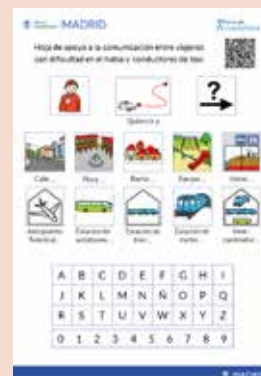 MADRID
Hoja de apoyo a la comunicación entre viajeros
con dificultad en el habla y conductores de taxi
?
Quiero ir a
Calle ... Plaza ... Barrio ... Parque ...
Aeropuerto Estación de Estación de Estación de
autobuses... tren... metro...
A B C D E F G H I
J K L M N Ñ O P Q
R S T U V W X Y Z
0 1 2 3 4 5 6 7 8 9
MADRID